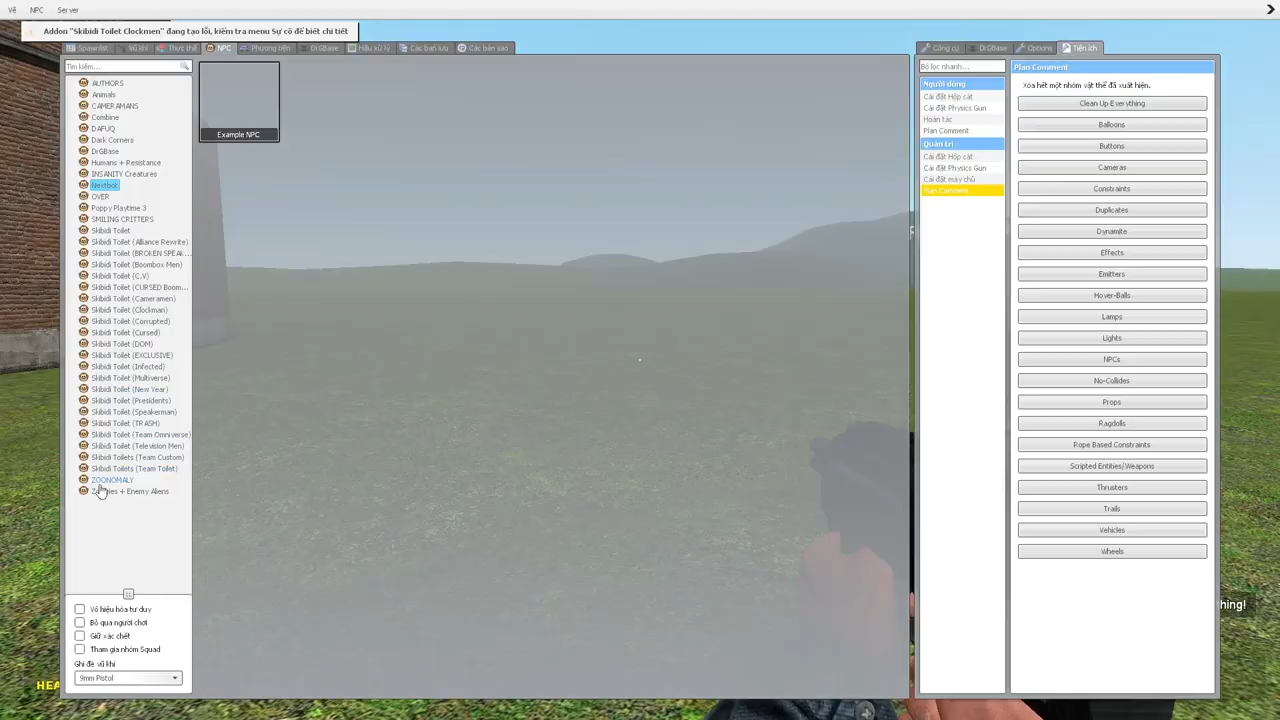 Vẽ NPC Server
Addon "Skibidi Toilet Clockmen" đang tạo lỗi, kiểm tra menu Sự cố để biết chi tiết
Spawnlist Vũ khí Thực thể NPC Phương tiện DrGBase Hậu xử lý Các bản lưu Các bản sao
Tìm kiếm...
AUTHORS
Animals
CAMERAMANS
Combine
DAFUQ
Dark Corners
DrGBase
Humans + Resistance
INSANITY Creatures
Nextbot
OVER
Poppy Playtime 3
SMILING CRITTERS
Skibidi Toilet
Skibidi Toilet (Alliance Rewrite)
Skibidi Toilet (BROKEN SPEAK...
Skibidi Toilet (Boombox Men)
Skibidi Toilet (C.V)
Skibidi Toilet (CURSED Boom...
Skibidi Toilet (Cameramen)
Skibidi Toilet (Clockman)
Skibidi Toilet (Corrupted)
Skibidi Toilet (Cursed)
Skibidi Toilet (DOM)
Skibidi Toilet (EXCLUSIVE)
Skibidi Toilet (Infected)
Skibidi Toilet (Multiverse)
Skibidi Toilet (New Year)
Skibidi Toilet (Presidents)
Skibidi Toilet (Speakerman)
Skibidi Toilet (TRASH)
Skibidi Toilet (Team Omniverse)
Skibidi Toilet (Television Men)
Skibidi Toilets (Team Custom)
Skibidi Toilets (Team Toilet)
ZOONOMALY
+ Enemy Aliens
Vô hiệu hóa tư duy
Bỏ qua người chơi
Giữ xác chết
Tham gia nhóm Squad
Ghi đè vũ khí
9mm Pistol
Example NPC
Công cụ DrGBase Options Tiện ích
Bộ lọc nhanh...
Người dùng
Cài đặt Hộp cát
Cài đặt Physics Gun
Hoàn tác
Plan Comment
Quản trị
Cài đặt Hộp cát
Cài đặt Physics Gun
Cài đặt máy chủ
Plan Comment
Plan Comment
Xóa hết một nhóm vật thể đã xuất hiện.
Clean Up Everything
Balloons
Buttons
Cameras
Constraints
Duplicates
Dynamite
Effects
Emitters
Hover-Balls
Lamps
Lights
NPCs
No-Collides
Props
Ragdolls
Rope Based Constraints
Scripted Entities/Weapons
Thrusters
Trails
Vehicles
Wheels
hing!
HEA